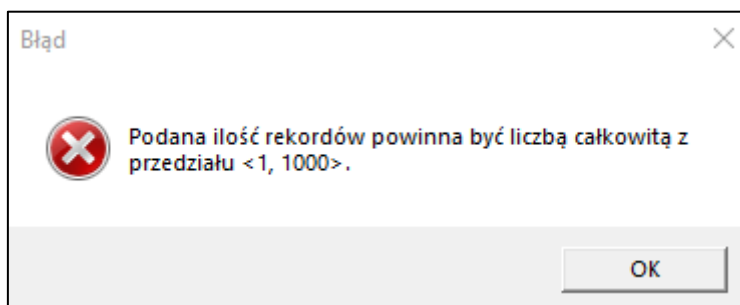 Błąd
Podana ilość rekordów powinna być liczbą całkowitą z
przedziału <1, 1000>.
OK